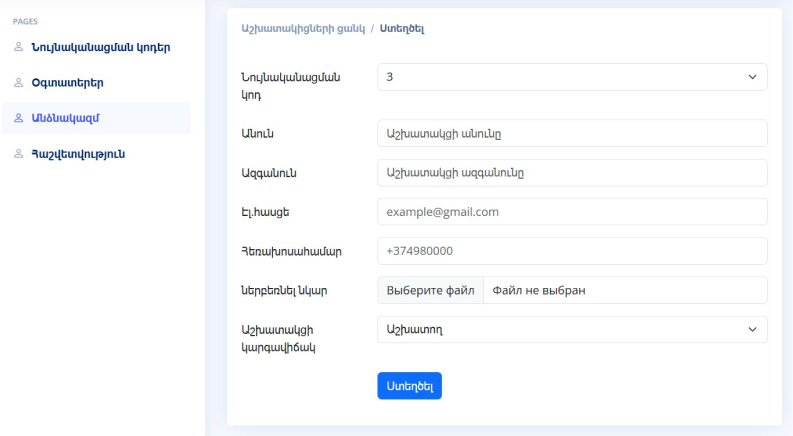 PAGES
Նույնականացման կոդեր
Օգտատերեր
Անձնակազմ
Հաշվետվություն
Աշխատակիցների ցանկ / Ստեղծել
Նույնականացման
կոդ
3
Անուն
Աշխատակցի անունը
Ազգանուն
Աշխատակցի ազգանունը
Էլ.հասցե
example@gmail.com
Հեռախոսահամար
+374980000
Ներբեռնել նկար
Выберите файл Файл не выбран
Աշխատակցի
կարգավիճակ
Աշխատող
Ստեղծել